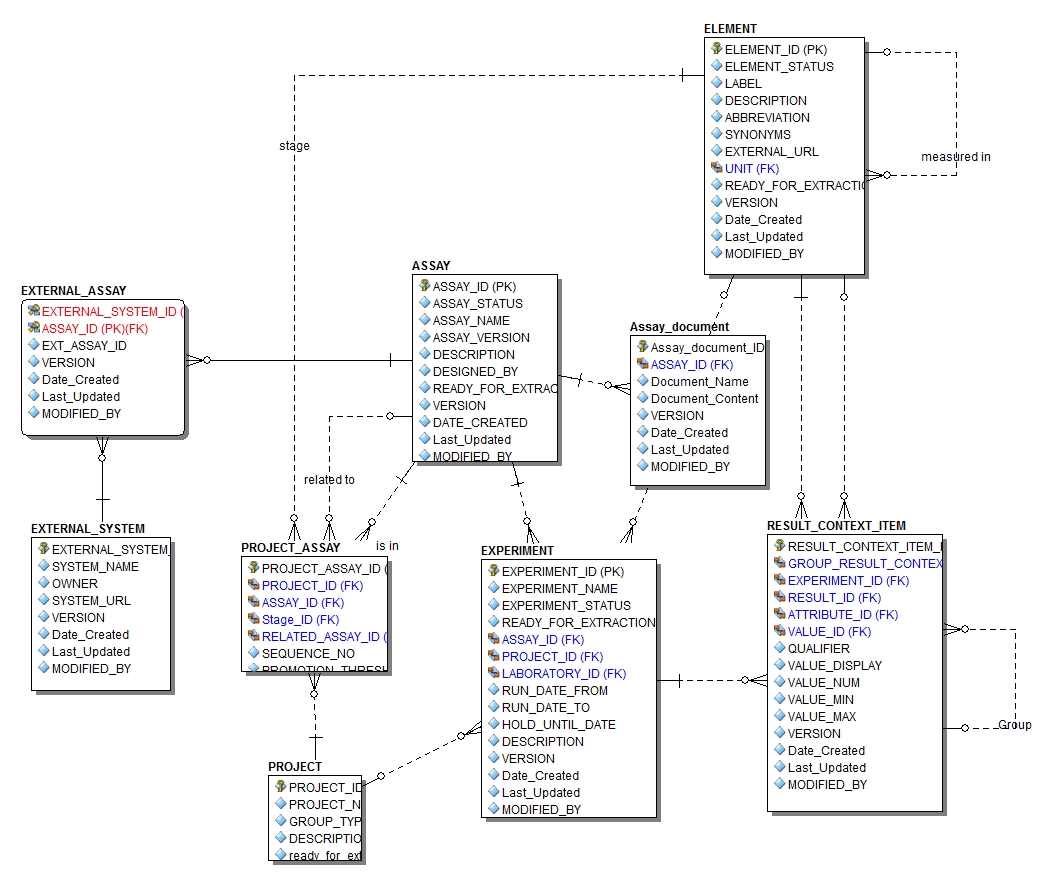 ELEMENT
ELEMENT_ID (PK)
ELEMENT_STATUS
LABEL
DESCRIPTION
ABBREVIATION
SYNONYMS
EXTERNAL_URL
UNIT (FK)
READY_FOR_EXTRACTI
VERSION
Date_Created
Last_Updated
MODIFIED_BY
measured in
stage
ASSAY
ASSAY_ID (PK)
ASSAY_STATUS
ASSAY_NAME
ASSAY_VERSION
DESCRIPTION
DESIGNED_BY
READY_FOR_EXTRAC
VERSION
DATE_CREATED
Last_Updated
MODIFIED_BY
EXTERNAL_ASSAY
EXTERNAL_SYSTEM_ID (
ASSAY_ID (PK)(FK)
EXT_ASSAY_ID
VERSION
Date_Created
Last_Updated
MODIFIED_BY
Assay_document
Assay_document_ID
ASSAY_ID (FK)
Document_Name
Document_Content
VERSION
Date_Created
Last_Updated
MODIFIED_BY
related to
is in
EXTERNAL_SYSTEM
EXTERNAL_SYSTEM_
SYSTEM_NAME
OWNER
SYSTEM_URL
VERSION
Date_Created
Last_Updated
MODIFIED_BY
PROJECT_ASSAY
PROJECT_ASSAY_ID (
PROJECT_ID (FK)
ASSAY_ID (FK)
Stage_ID (FK)
RELATED_ASSAY_ID (
SEQUENCE_NO
PROMOTION_THRESH
EXPERIMENT
EXPERIMENT_ID (PK)
EXPERIMENT_NAME
EXPERIMENT_STATUS
READY_FOR_EXTRACTION
ASSAY_ID (FK)
PROJECT_ID (FK)
LABORATORY_ID (FK)
RUN_DATE_FROM
RUN_DATE_TO
HOLD_UNTIL_DATE
DESCRIPTION
VERSION
Date_Created
Last_Updated
MODIFIED_BY
RESULT_CONTEXT_ITEM
RESULT_CONTEXT_ITEM_I
GROUP_RESULT_CONTEX
EXPERIMENT_ID (FK)
RESULT_ID (FK)
ATTRIBUTE_ID (FK)
VALUE_ID (FK)
QUALIFIER
VALUE_DISPLAY
VALUE_NUM
VALUE_MIN
VALUE_MAX
VERSION
Date_Created
Last_Updated
MODIFIED_BY
Group
PROJECT
PROJECT_ID
PROJECT_N
GROUP_TYP
DESCRIPTIO
ready_for_ext